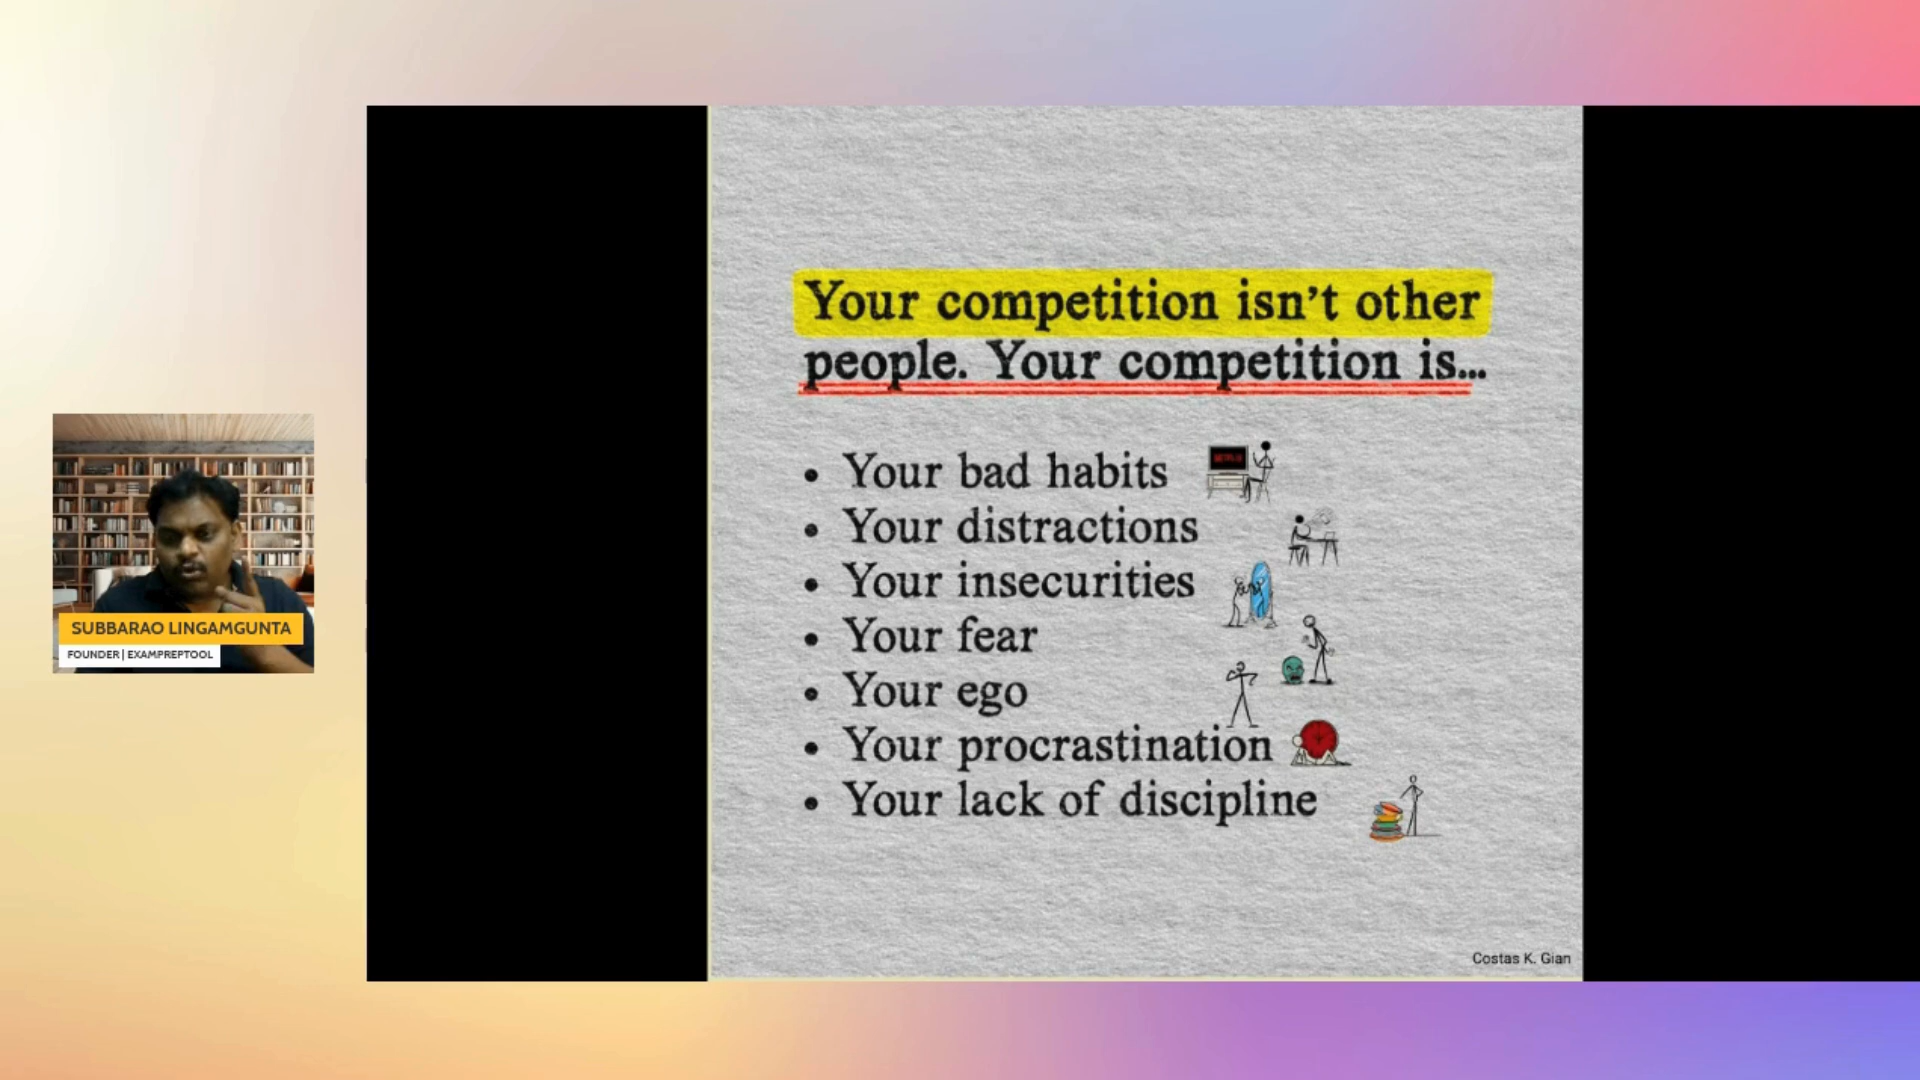 Your competition isn't other
people. Your competition is...
• Your bad habits
• Your distractions
• Your insecurities
• Your fear
• Your ego
• Your procrastination
• Your lack of discipline
Costas K. Gian
SUBBARAO LINGAMGUNTA
FOUNDER | EXAMPREPTOOL